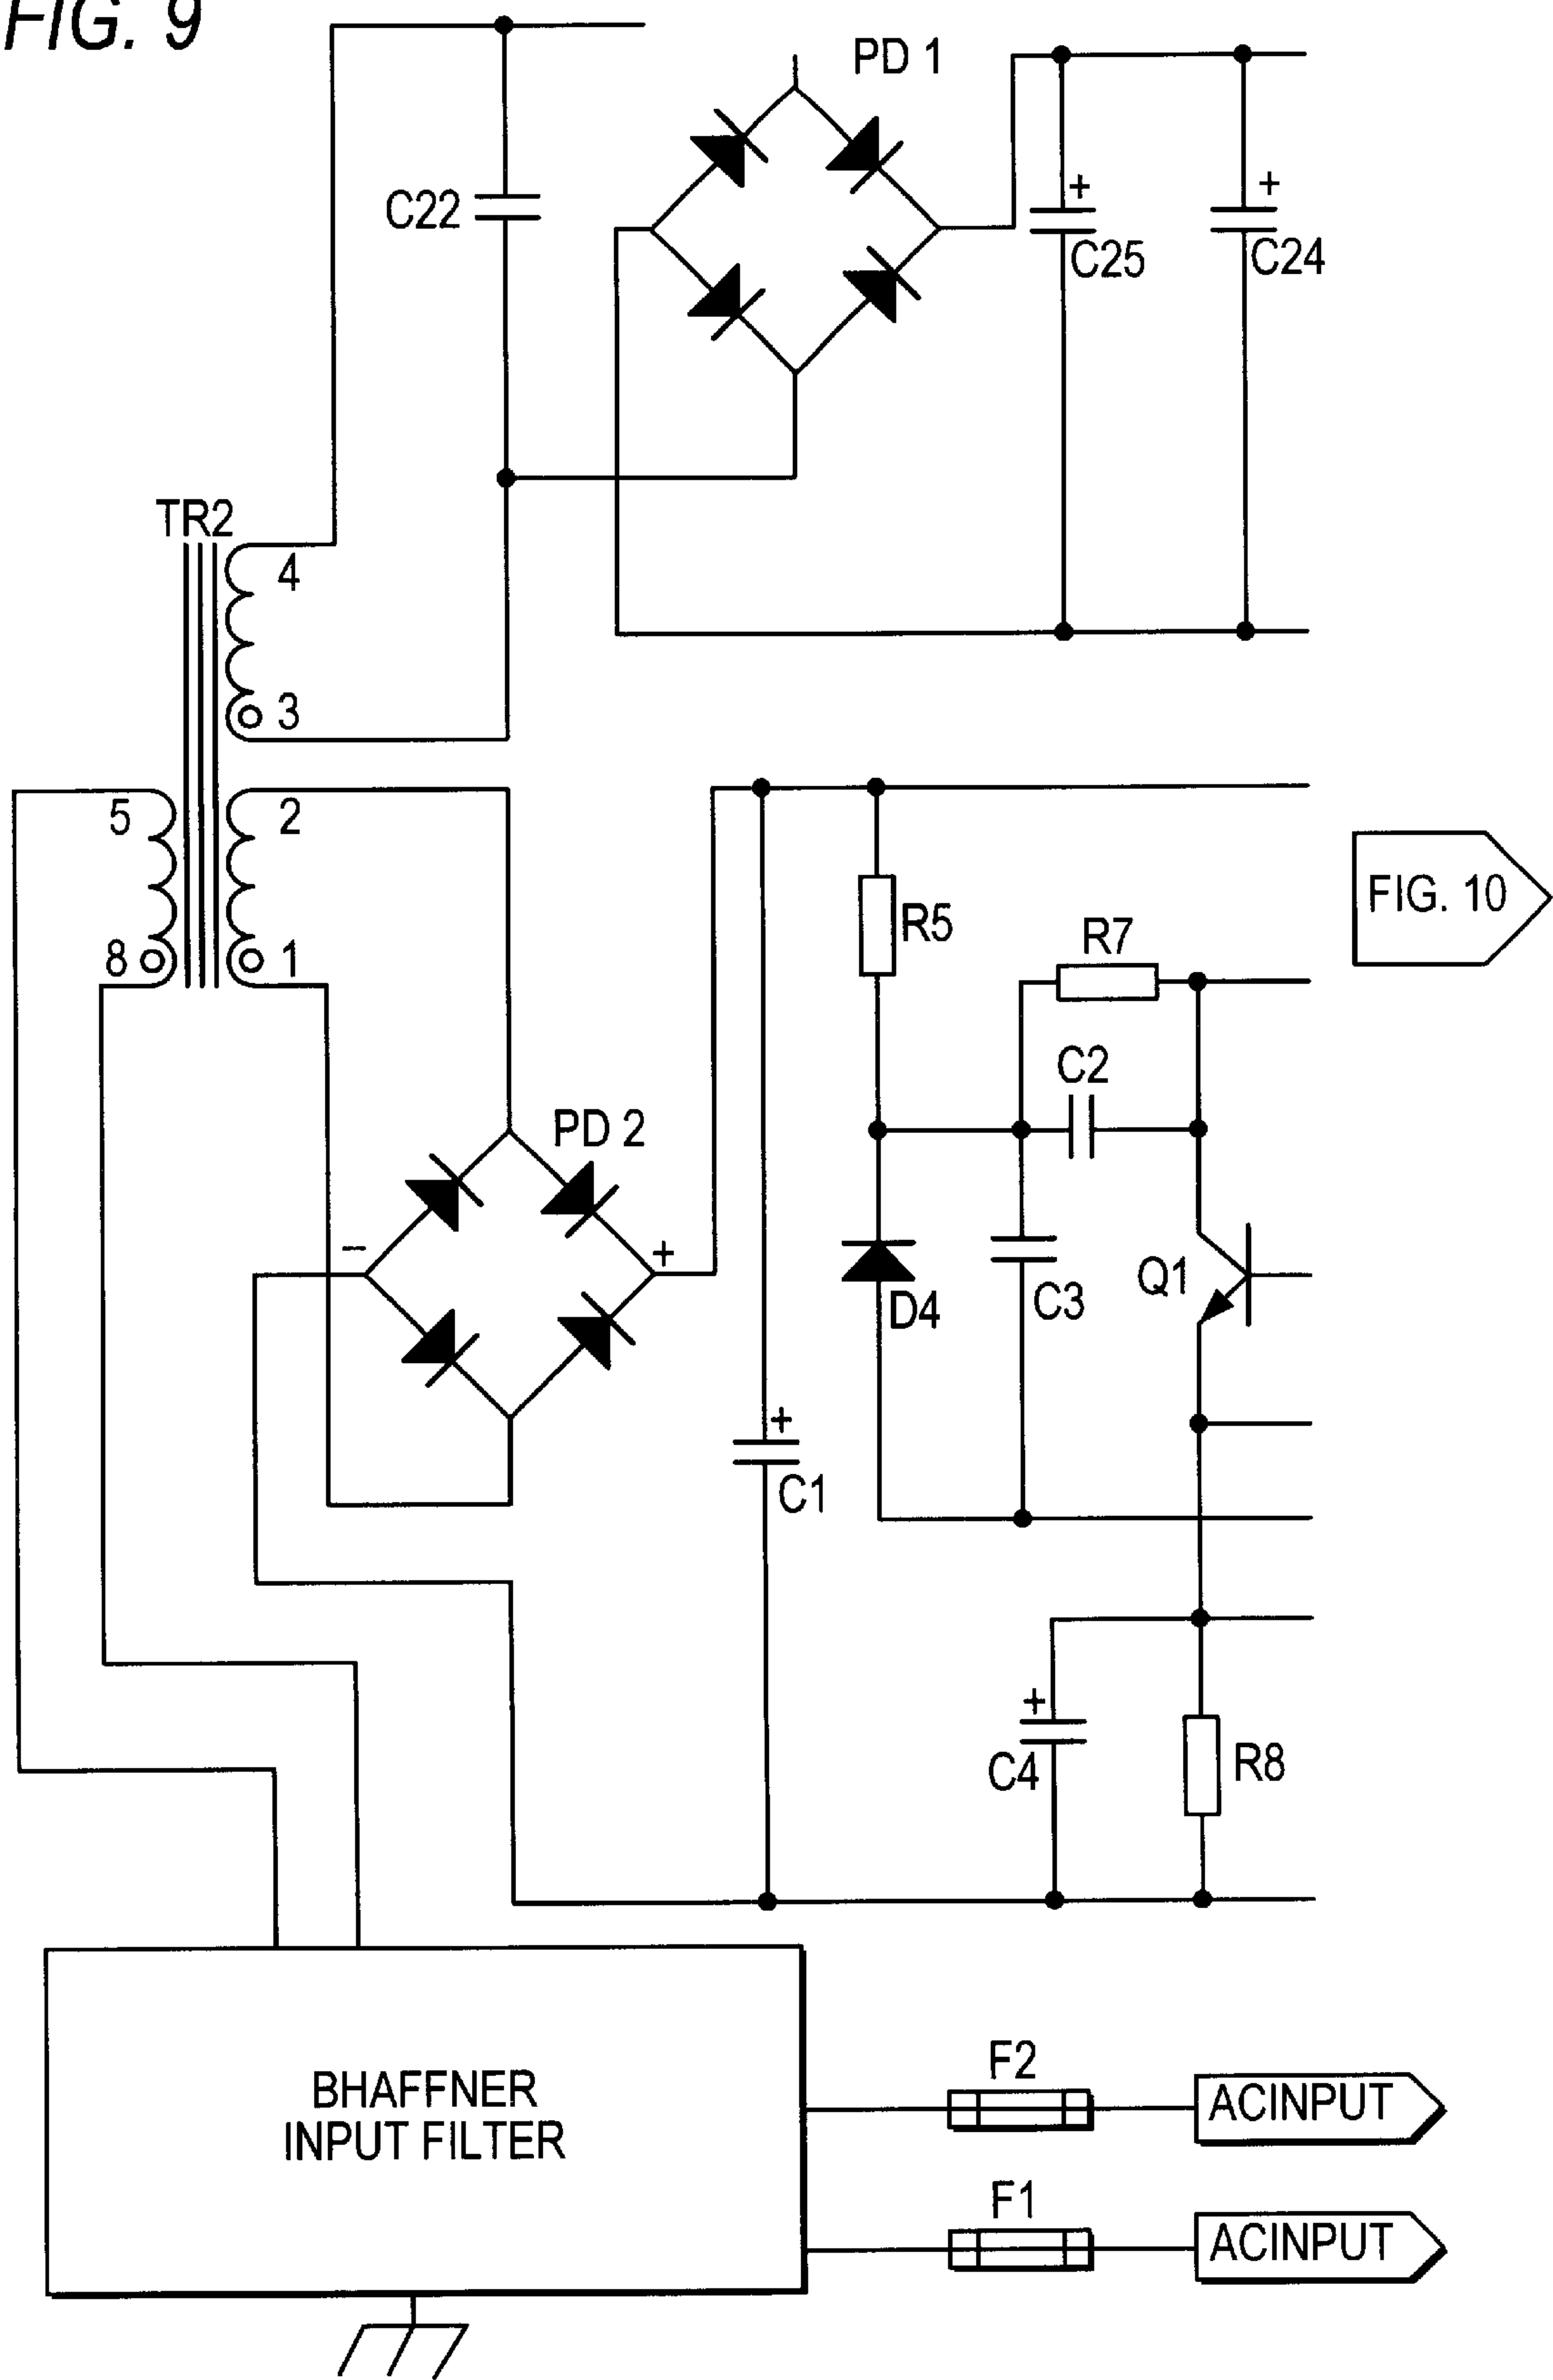 FIG. 9
PD 1
C22
+
+
C25
C24
TR2
4
3
5
2
8
1
FIG. 10
R5
R7
C2
PD 2
–
+
Q1
D4
C3
+
C1
+
C4
R8
BHAFFNER
INPUT FILTER
F2
ACINPUT
F1
ACINPUT